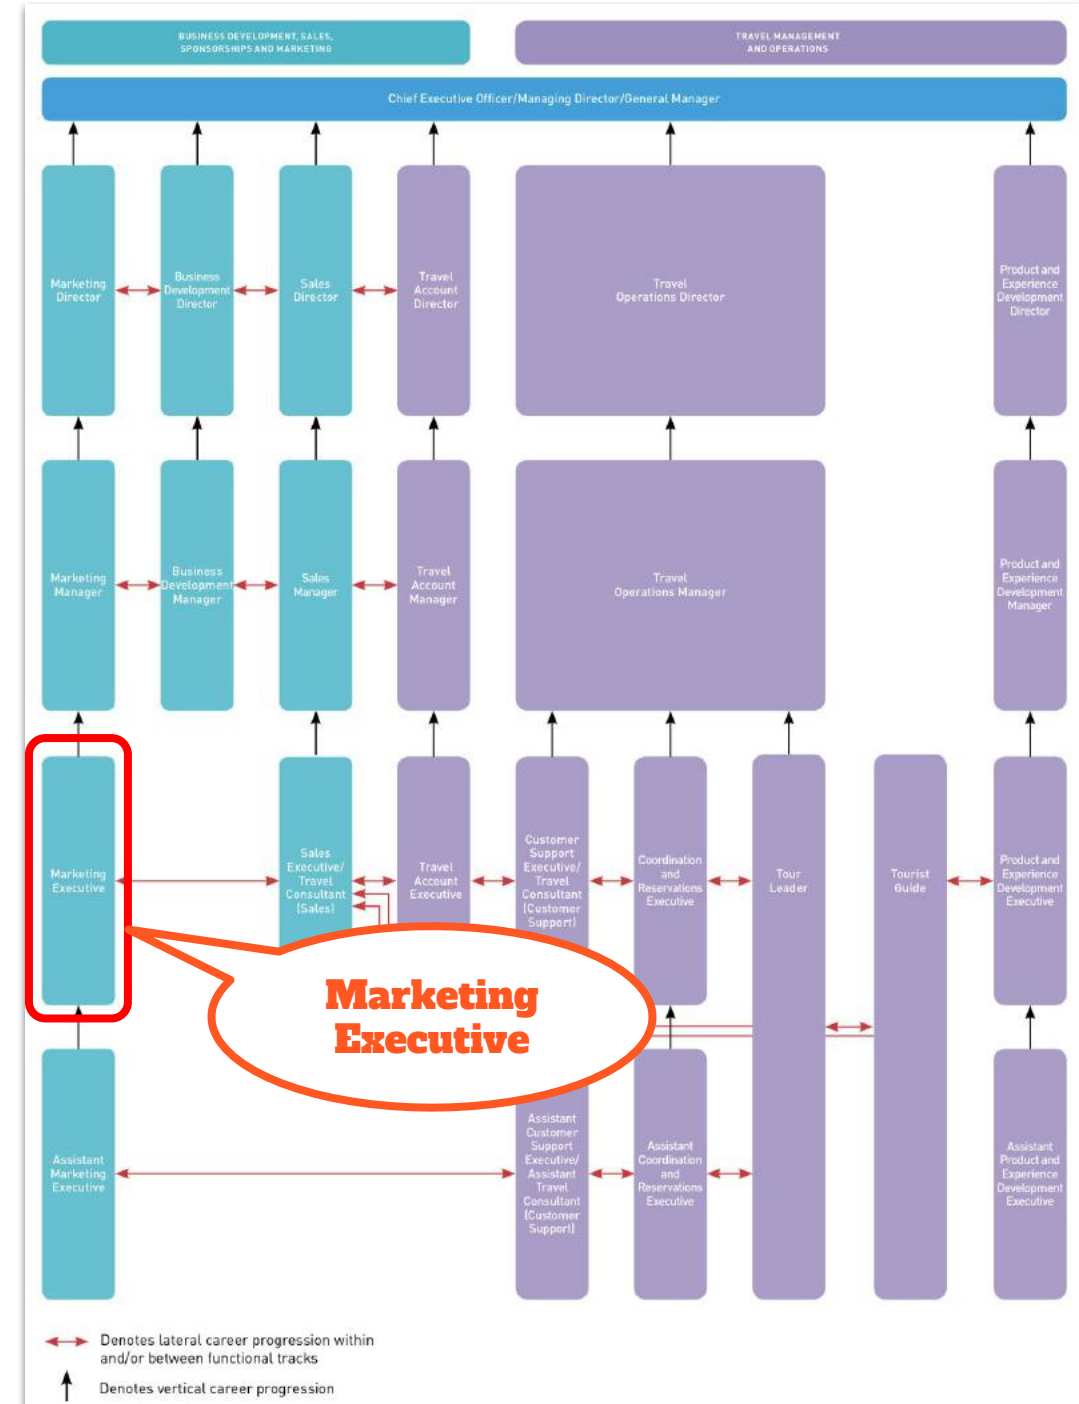 BUSINESS DEVELOPMENT, SALES,
SPONSORSHIPS AND MARKETING
TRAVEL MANAGEMENT
AND OPERATIONS
Chief Executive Officer/Managing Director/General Manager
Marketing
Director
Business
Development
Director
Sales
Director
Travel
Account
Director
Travel
Operations Director
Product and
Experience
Development
Director
Marketing
Manager
Business
Development
Manager
Sales
Manager
Travel
Account
Manager
Travel
Operations Manager
Product and
Experience
Development
Manager
Marketing
Executive
Sales
Executive/
Travel
Consultant
(Sales)
Travel
Account
Executive
Customer
Support
Executive/
Travel
Consultant
(Customer
Support)
Coordination
and
Reservations
Executive
Tour
Leader
Tourist
Guide
Product and
Experience
Development
Executive
Marketing
Executive
Assistant
Marketing
Executive
Assistant
Customer
Support
Executive/
Assistant
Travel
Consultant
(Customer
Support)
Assistant
Coordination
and
Reservations
Executive
Assistant
Product and
Experience
Development
Executive
Denotes lateral career progression within
and/or between functional tracks
Denotes vertical career progression